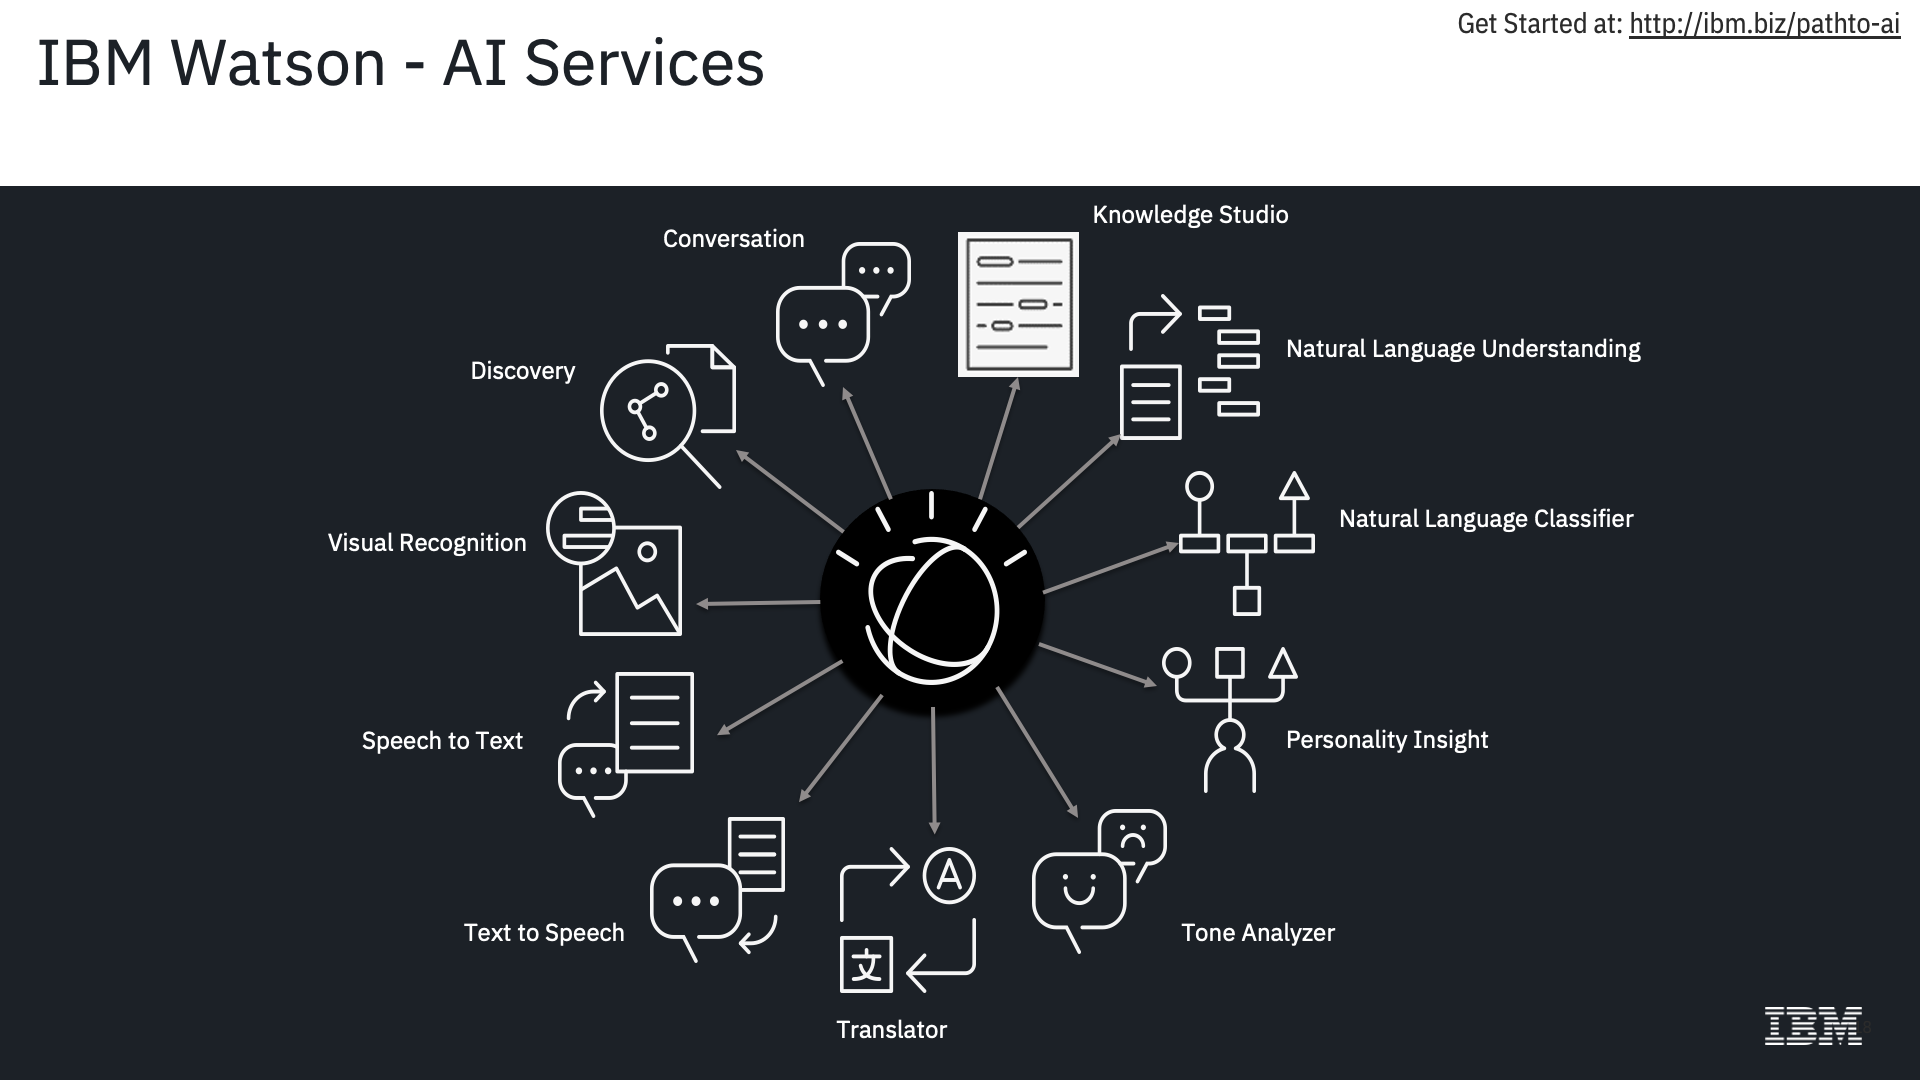 Get Started at: http://ibm.biz/pathto-ai
IBM Watson - AI Services
Knowledge Studio
Conversation
Natural Language Understanding
Discovery
Natural Language Classifier
Visual Recognition
Personality Insight
Speech to Text
Text to Speech
A
文
Tone Analyzer
Translator
IBM
8